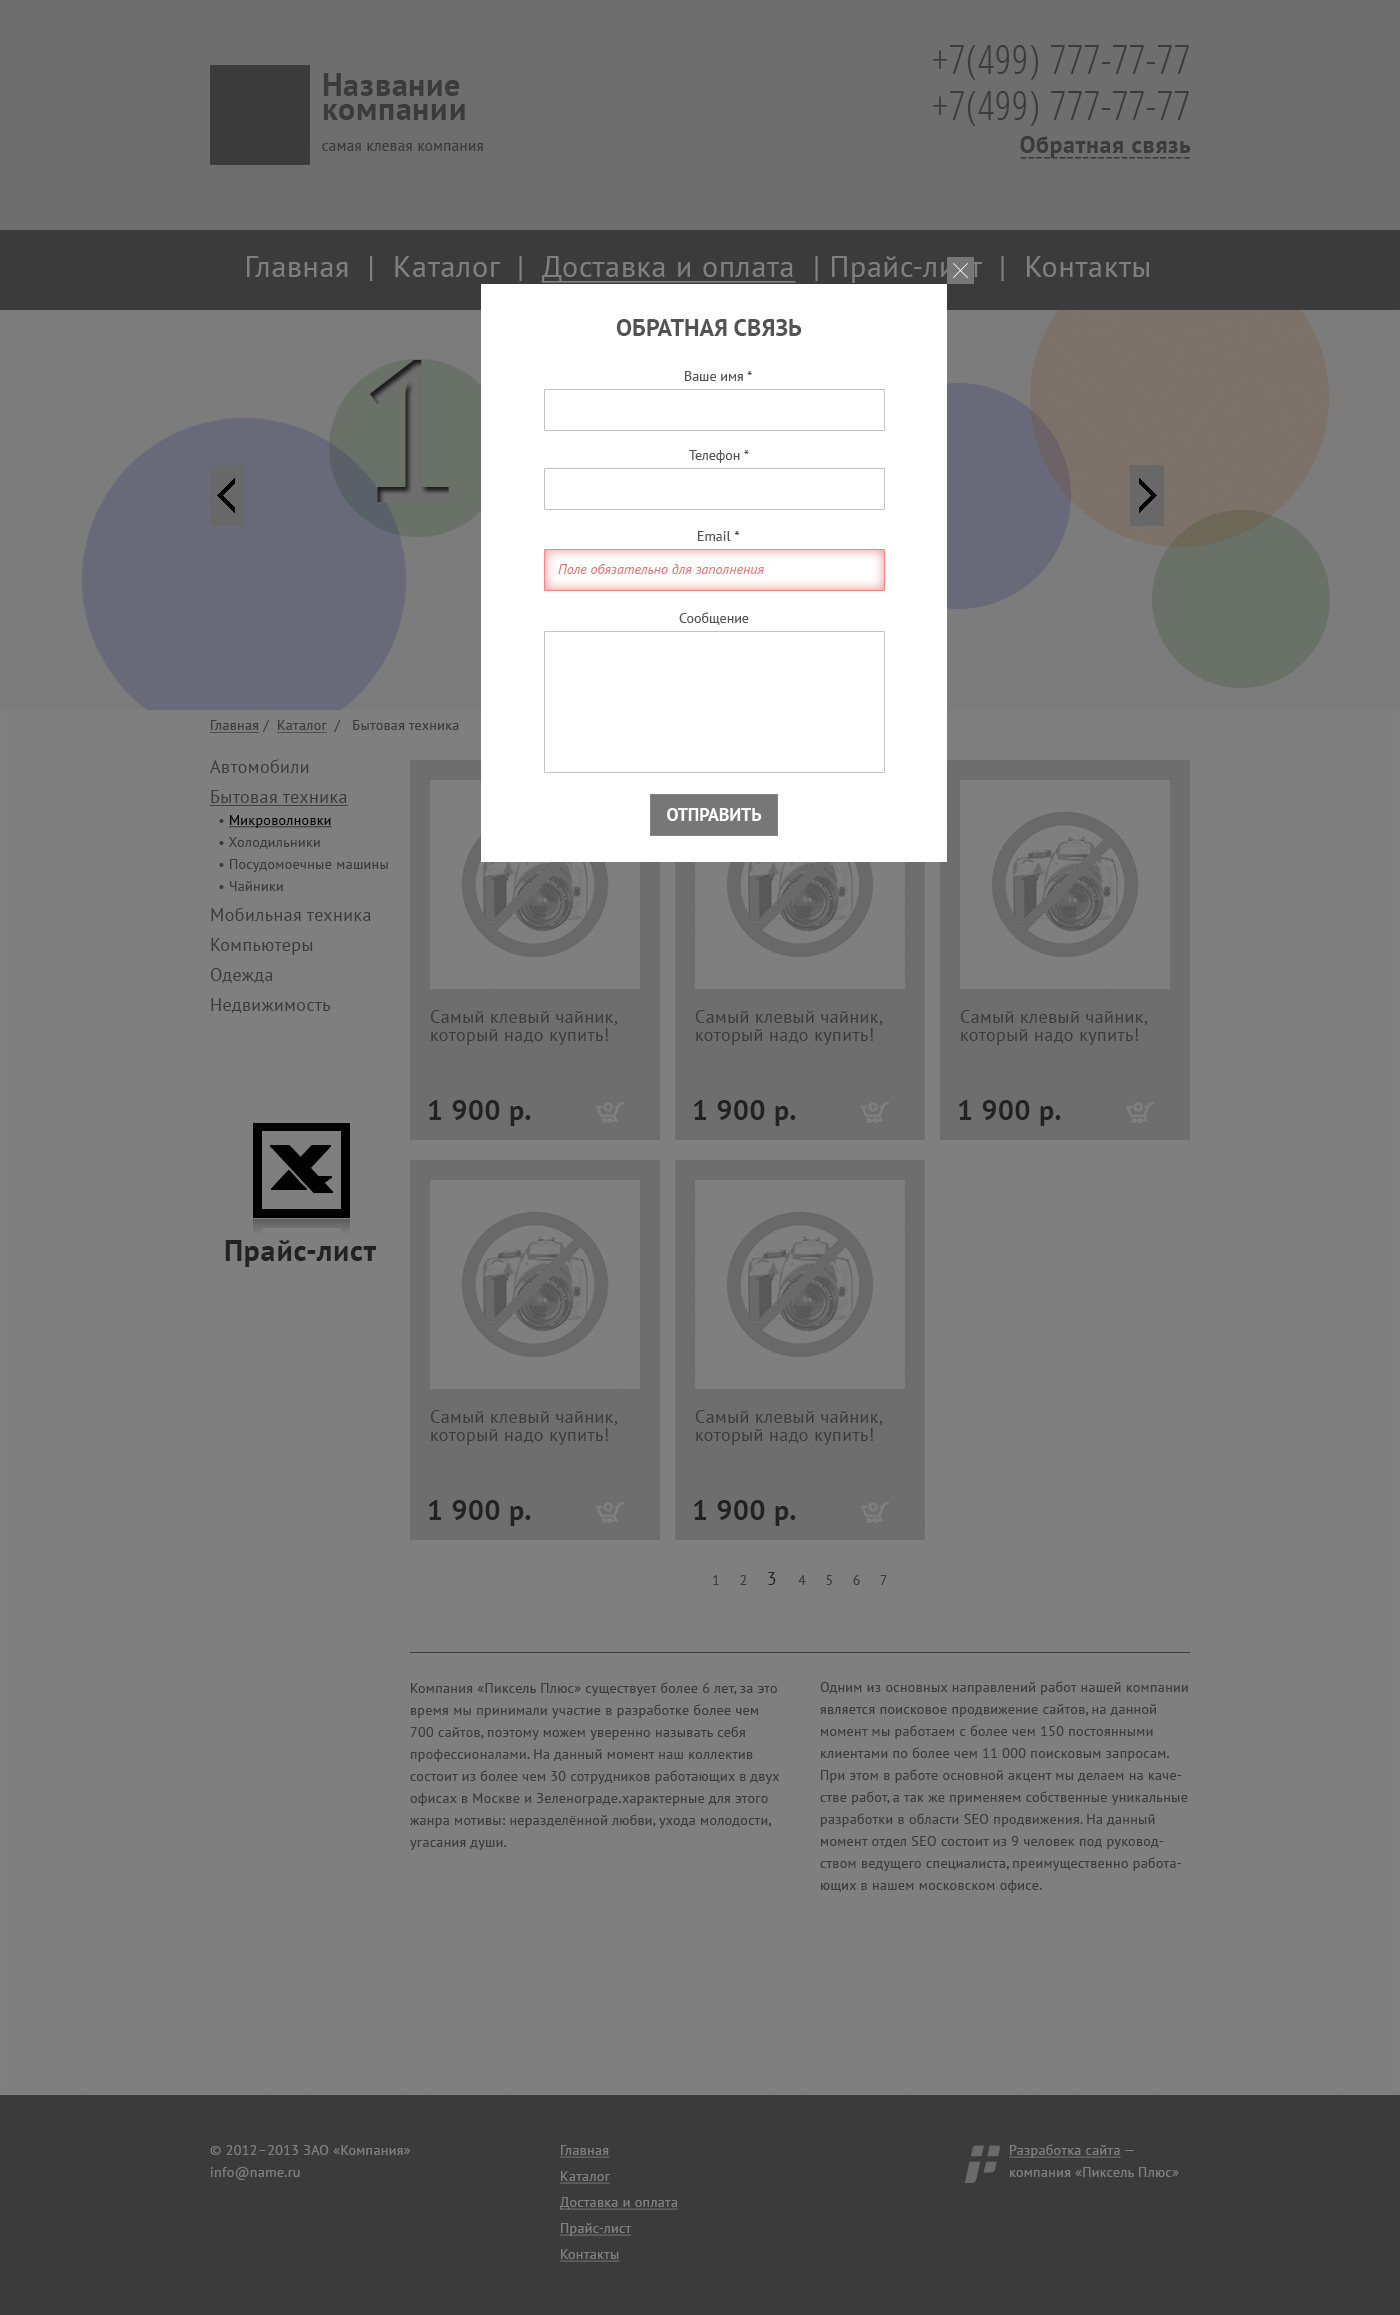 Название
компании
самая клевая компания
+7(499) 777-77-77
+7(499) 777-77-77
Обратная связь
Главная | Каталог | Доставка и оплата | Прайс-лист | Контакты
1
ОБРАТНАЯ СВЯЗЬ
Ваше имя *
Телефон *
Email *
Поле обязательно для заполнения
Сообщение
ОТПРАВИТЬ
Главная / Каталог / Бытовая техника
Автомобили
Бытовая техника
• Микроволновки
• Холодильники
• Посудомоечные машины
• Чайники
Мобильная техника
Компьютеры
Одежда
Недвижимость
Прайс-лист
Самый клевый чайник,
который надо купить!
1 900 р.
Самый клевый чайник,
который надо купить!
1 900 р.
Самый клевый чайник,
который надо купить!
1 900 р.
Самый клевый чайник,
который надо купить!
1 900 р.
Самый клевый чайник,
который надо купить!
1 900 р.
1 2 3 4 5 6 7
Компания «Пиксель Плюс» существует более 6 лет, за это
время мы принимали участие в разработке более чем
700 сайтов, поэтому можем уверенно называть себя
профессионалами. На данный момент наш коллектив
состоит из более чем 30 сотрудников работающих в двух
офисах в Москве и Зеленограде.характерные для этого
жанра мотивы: неразделённой любви, ухода молодости,
угасания души.
Одним из основных направлений работ нашей компании
является поисковое продвижение сайтов, на данной
момент мы работаем с более чем 150 постоянными
клиентами по более чем 11 000 поисковым запросам.
При этом в работе основной акцент мы делаем на каче-
стве работ, а так же применяем собственные уникальные
разработки в области SEO продвижения. На данный
момент отдел SEO состоит из 9 человек под руковод-
ством ведущего специалиста, преимущественно работа-
ющих в нашем московском офисе.
© 2012–2013 ЗАО «Компания»
info@name.ru
Главная
Каталог
Доставка и оплата
Прайс-лист
Контакты
Разработка сайта —
компания «Пиксель Плюс»